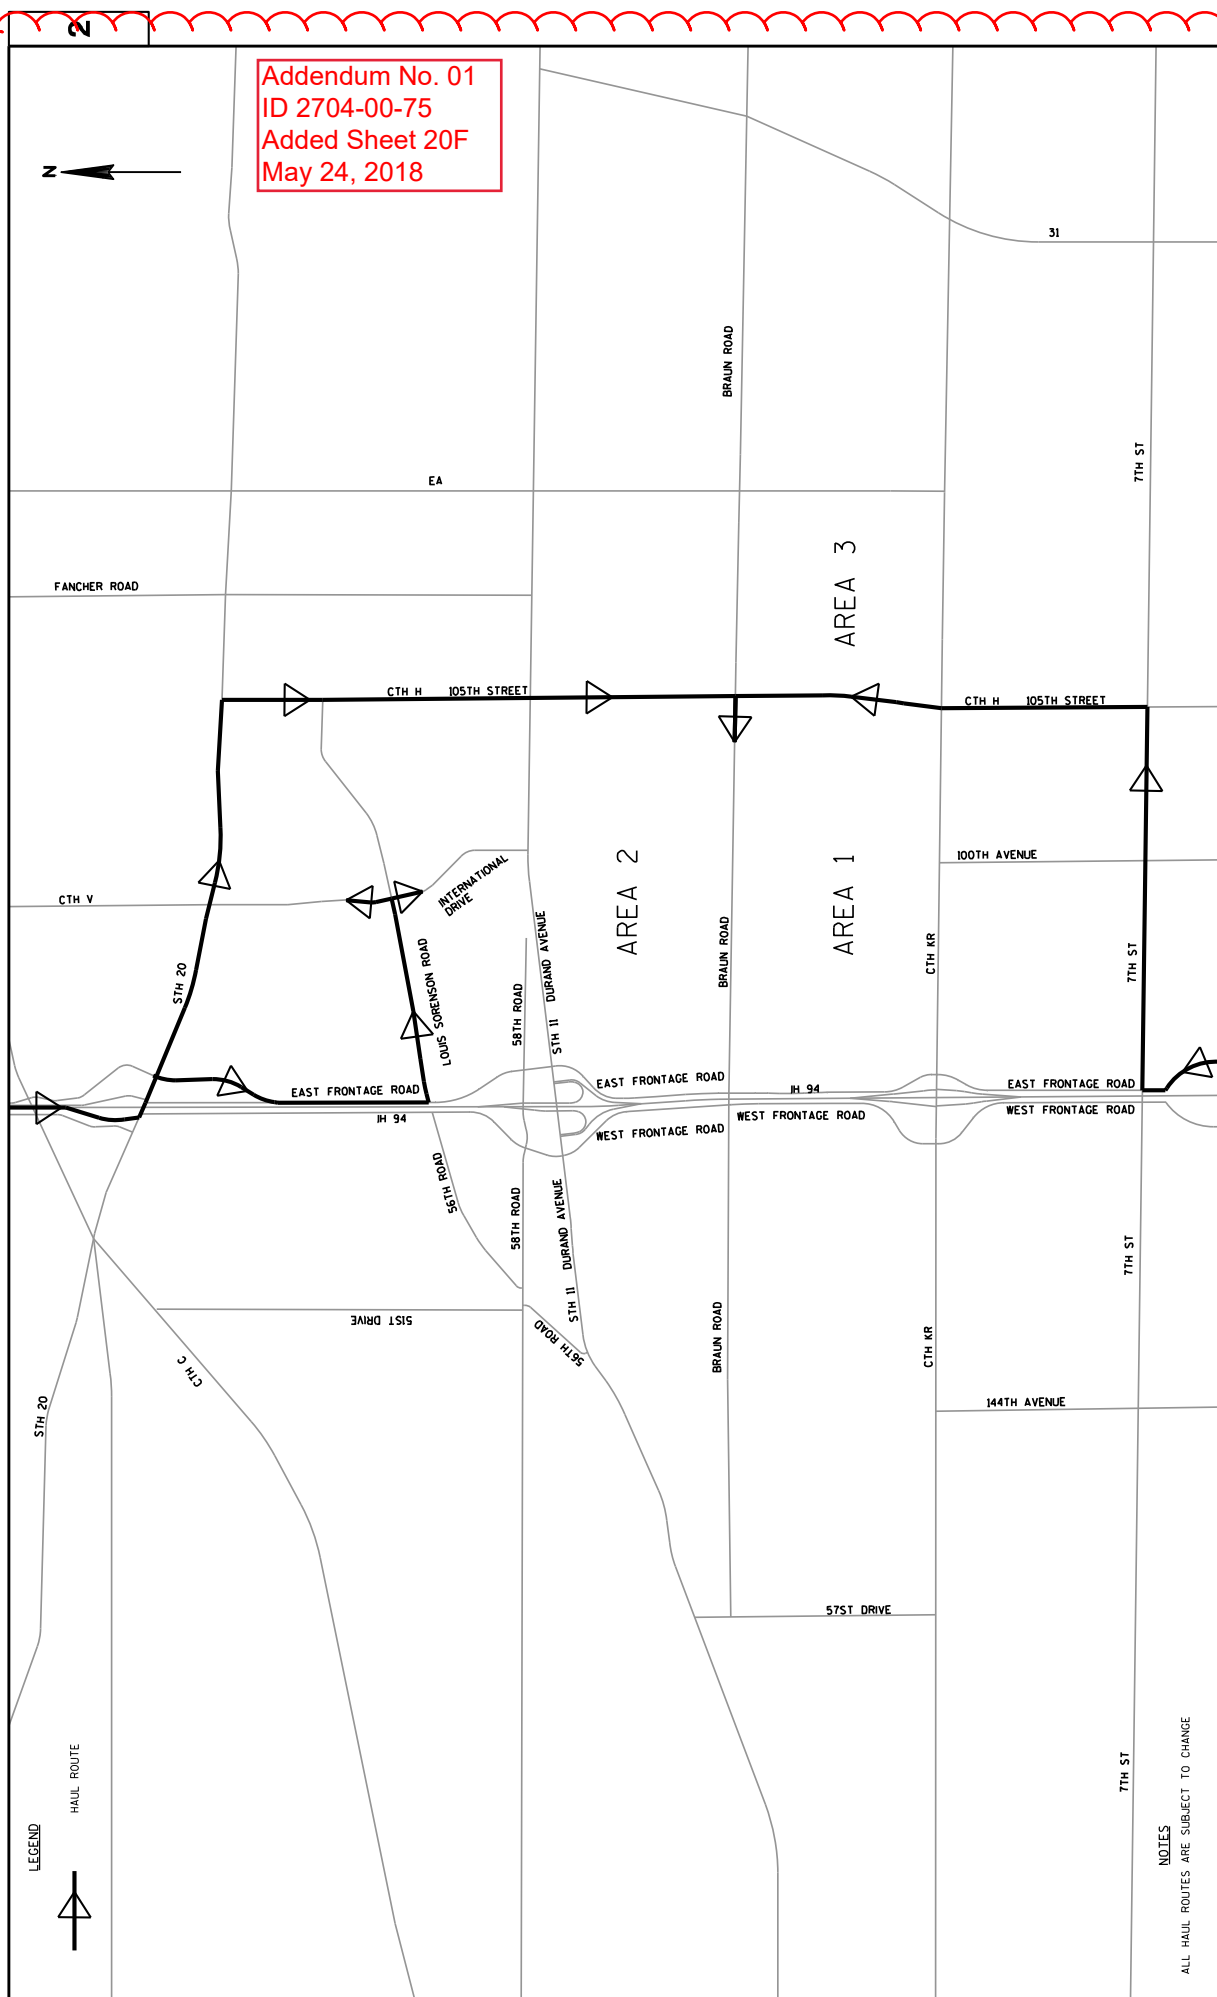 2
Addendum No. 01
ID 2704-00-75
Added Sheet 20F
May 24, 2018
N
31
BRAUN ROAD
7TH ST
EA
FANCHER ROAD
AREA 3
CTH H 105TH STREET
CTH H 105TH STREET
100TH AVENUE
INTERNATIONAL
DRIVE
CTH V
AREA 2
AREA 1
STH 20
LOUIS SORENSON ROAD
58TH ROAD
STH 11 DURAND AVENUE
BRAUN ROAD
CTH KR
7TH ST
EAST FRONTAGE ROAD
EAST FRONTAGE ROAD
IH 94
EAST FRONTAGE ROAD
IH 94
WEST FRONTAGE ROAD
WEST FRONTAGE ROAD
WEST FRONTAGE ROAD
56TH ROAD
58TH ROAD
STH 11 DURAND AVENUE
7TH ST
51ST DRIVE
56TH ROAD
BRAUN ROAD
CTH KR
CTH C
STH 20
144TH AVENUE
57ST DRIVE
LEGEND
HAUL ROUTE
7TH ST
NOTES
ALL HAUL ROUTES ARE SUBJECT TO CHANGE